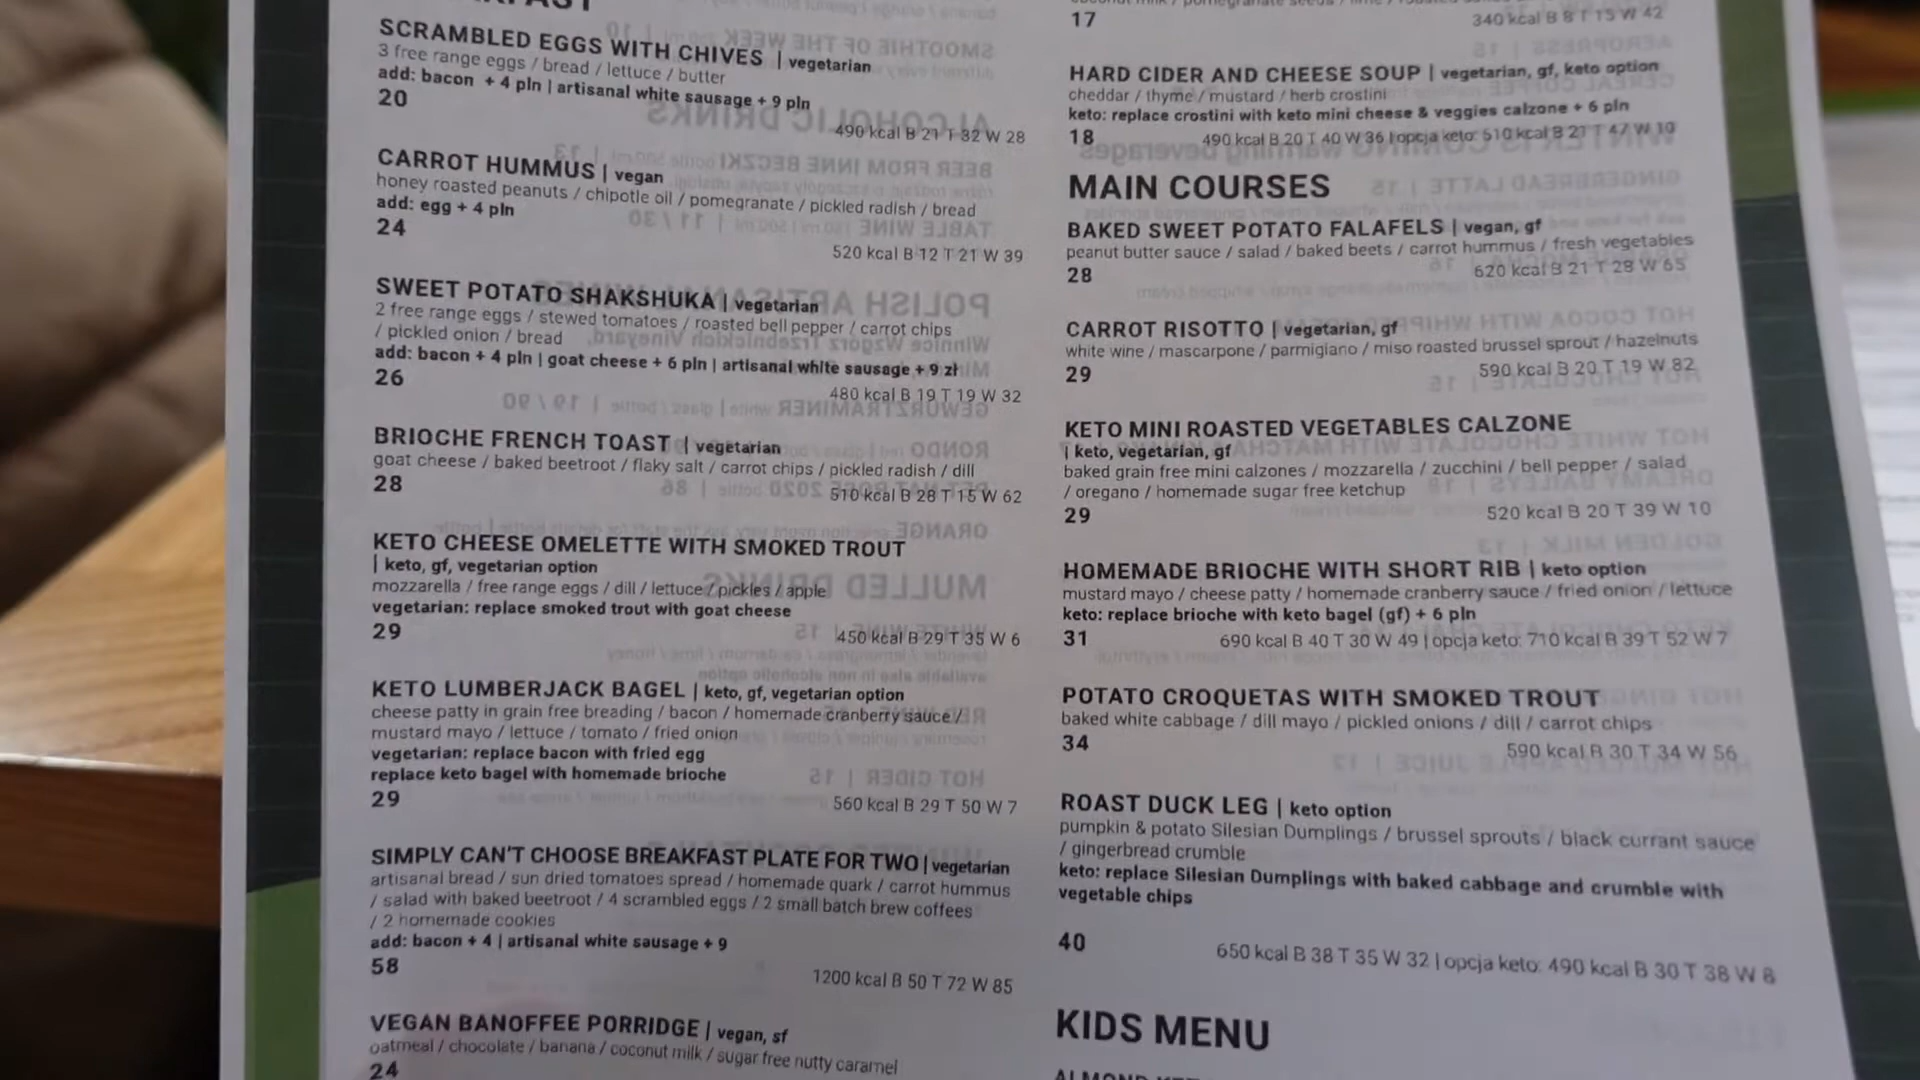 SCRAMBLED EGGS WITH CHIVES | vegetarian
3 free range eggs / bread / lettuce / butter
add: bacon + 4 pln | artisanal white sausage + 9 pln
20
490 kcal B 21 T 32 W 28
CARROT HUMMUS | vegan
honey roasted peanuts / chipotle oil / pomegranate / pickled radish / bread
add: egg + 4 pln
24
520 kcal B 12 T 21 W 39
SWEET POTATO SHAKSHUKA | vegetarian
2 free range eggs / stewed tomatoes / roasted bell pepper / carrot chips
/ pickled onion / bread
add: bacon + 4 pln | goat cheese + 6 pln | artisanal white sausage + 9 zł
26
480 kcal B 19 T 19 W 32
BRIOCHE FRENCH TOAST | vegetarian
goat cheese / baked beetroot / flaky salt / carrot chips / pickled radish / dill
28
510 kcal B 28 T 15 W 62
KETO CHEESE OMELETTE WITH SMOKED TROUT
| keto, gf, vegetarian option
mozzarella / free range eggs / dill / lettuce / pickles / apple
vegetarian: replace smoked trout with goat cheese
29
450 kcal B 29 T 35 W 6
KETO LUMBERJACK BAGEL | keto, gf, vegetarian option
cheese patty in grain free breading / bacon / homemade cranberry sauce /
mustard mayo / lettuce / tomato / fried onion
vegetarian: replace bacon with fried egg
replace keto bagel with homemade brioche
29
560 kcal B 29 T 50 W 7
SIMPLY CAN'T CHOOSE BREAKFAST PLATE FOR TWO | vegetarian
artisanal bread / sun dried tomatoes spread / homemade quark / carrot hummus
/ salad with baked beetroot / 4 scrambled eggs / 2 small batch brew coffees
/ 2 homemade cookies
add: bacon + 4 | artisanal white sausage + 9
58
1200 kcal B 50 T 72 W 85
VEGAN BANOFFEE PORRIDGE | vegan, sf
oatmeal / chocolate / banana / coconut milk / sugar free nutty caramel
24
17
340 kcal B 8 T 15 W 42
HARD CIDER AND CHEESE SOUP | vegetarian, gf, keto option
cheddar / thyme / mustard / herb crostini
keto: replace crostini with keto mini cheese & veggies calzone + 6 pln
18
490 kcal B 20 T 40 W 36 | opcja keto: 510 kcal B 21 T 47 W 10
MAIN COURSES
BAKED SWEET POTATO FALAFELS | vegan, gf
peanut butter sauce / salad / baked beets / carrot hummus / fresh vegetables
28
620 kcal B 21 T 28 W 65
CARROT RISOTTO | vegetarian, gf
white wine / mascarpone / parmigiano / miso roasted brussel sprout / hazelnuts
29
590 kcal B 20 T 19 W 82
KETO MINI ROASTED VEGETABLES CALZONE
| keto, vegetarian, gf
baked grain free mini calzones / mozzarella / zucchini / bell pepper / salad
/ oregano / homemade sugar free ketchup
29
520 kcal B 20 T 39 W 10
HOMEMADE BRIOCHE WITH SHORT RIB | keto option
mustard mayo / cheese patty / homemade cranberry sauce / fried onion / lettuce
keto: replace brioche with keto bagel (gf) + 6 pln
31
690 kcal B 40 T 30 W 49 | opcja keto: 710 kcal B 39 T 52 W 7
POTATO CROQUETAS WITH SMOKED TROUT
baked white cabbage / dill mayo / pickled onions / dill / carrot chips
34
590 kcal B 30 T 34 W 56
ROAST DUCK LEG | keto option
pumpkin & potato Silesian Dumplings / brussel sprouts / black currant sauce
/ gingerbread crumble
keto: replace Silesian Dumplings with baked cabbage and crumble with
vegetable chips
40
650 kcal B 38 T 35 W 32 | opcja keto: 490 kcal B 30 T 38 W 8
KIDS MENU